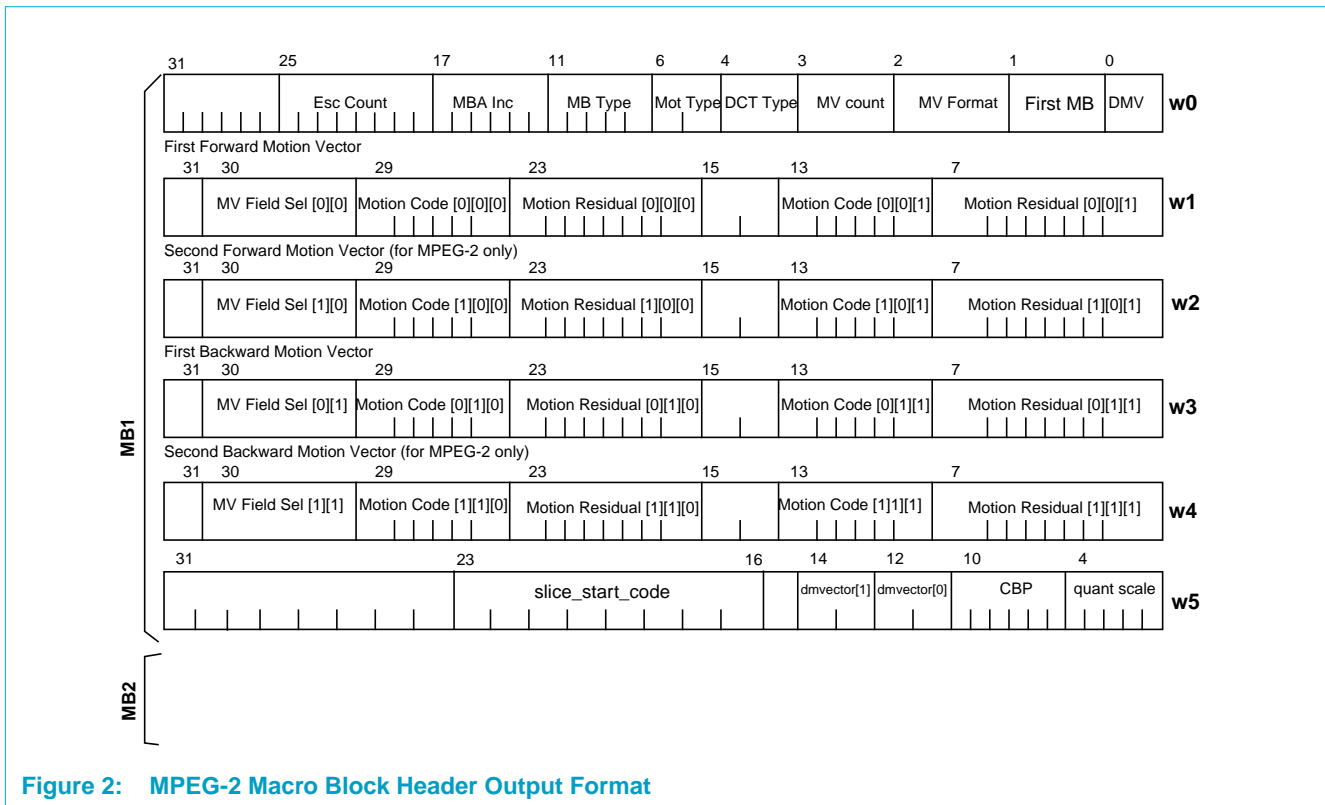 31 25 17 11 6 4 3 2 1 0
Esc Count MBA Inc MB Type Mot Type DCT Type MV count MV Format First MB DMV w0
First Forward Motion Vector
31 30 29 23 15 13 7
MV Field Sel [0][0] Motion Code [0][0][0] Motion Residual [0][0][0] Motion Code [0][0][1] Motion Residual [0][0][1] w1
Second Forward Motion Vector (for MPEG-2 only)
31 30 29 23 15 13 7
MV Field Sel [1][0] Motion Code [1][0][0] Motion Residual [1][0][0] Motion Code [1][0][1] Motion Residual [1][0][1] w2
First Backward Motion Vector
31 30 29 23 15 13 7
MV Field Sel [0][1] Motion Code [0][1][0] Motion Residual [0][1][0] Motion Code [0][1][1] Motion Residual [0][1][1] w3
Second Backward Motion Vector (for MPEG-2 only)
31 30 29 23 15 13 7
MV Field Sel [1][1] Motion Code [1][1][0] Motion Residual [1][1][0] Motion Code [1]1][1] Motion Residual [1][1][1] w4
31 23 16 14 12 10 4
slice_start_code dmvector[1] dmvector[0] CBP quant scale w5
MB1
MB2
Figure 2: MPEG-2 Macro Block Header Output Format